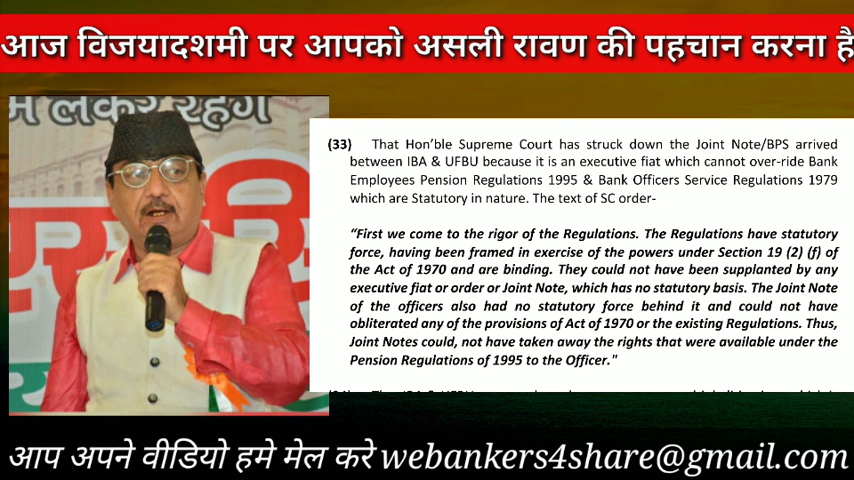 आज विजयादशमी पर आपको असली रावण की पहचान करना है
लेकर रहेंगे
(33) That Hon’ble Supreme Court has struck down the Joint Note/BPS arrived
between IBA & UFBU because it is an executive fiat which cannot over-ride Bank
Employees Pension Regulations 1995 & Bank Officers Service Regulations 1979
which are Statutory in nature. The text of SC order-
“First we come to the rigor of the Regulations. The Regulations have statutory
force, having been framed in exercise of the powers under Section 19 (2) (f) of
the Act of 1970 and are binding. They could not have been supplanted by any
executive fiat or order or Joint Note, which has no statutory basis. The Joint Note
of the officers also had no statutory force behind it and could not have
obliterated any of the provisions of Act of 1970 or the existing Regulations. Thus,
Joint Notes could, not have taken away the rights that were available under the
Pension Regulations of 1995 to the Officer."
आप अपने वीडियो हमे मेल करे webankers4share@gmail.com